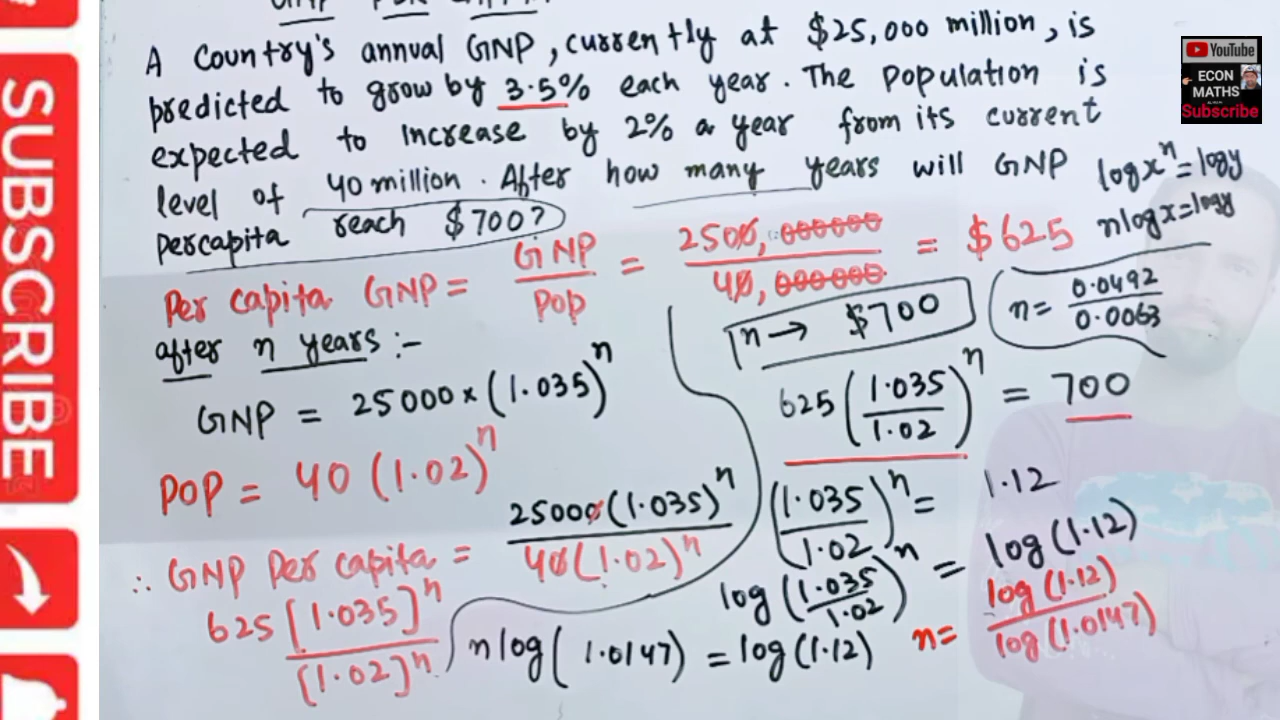 A Country's annual GNP, currently at $25,000 million, is
predicted to grow by 3.5% each year. The population is
expected to Increase by 2% a year from its current
level of 40 million. After how many years will GNP
percapita reach $700?
Per capita GNP = GNP / Pop = 25000, 000000 / 40, 000000 = $625
log x^n = log y
n log x = log y
after n years :-
GNP = 25000 × (1.035)^n
POP = 40 (1.02)^n
∴ GNP Per capita = 25000 (1.035)^n / 40 (1.02)^n
625 [1.035]^n / [1.02]^n
n → $700
n = 0.0492 / 0.0063
625 (1.035 / 1.02)^n = 700
(1.035 / 1.02)^n = 1.12
log (1.035 / 1.02)^n = log (1.12)
n log (1.0147) = log (1.12)
n = log (1.12) / log (1.0147)
SUBSCRIBE
YouTube
ECON
MATHS
Subscribe